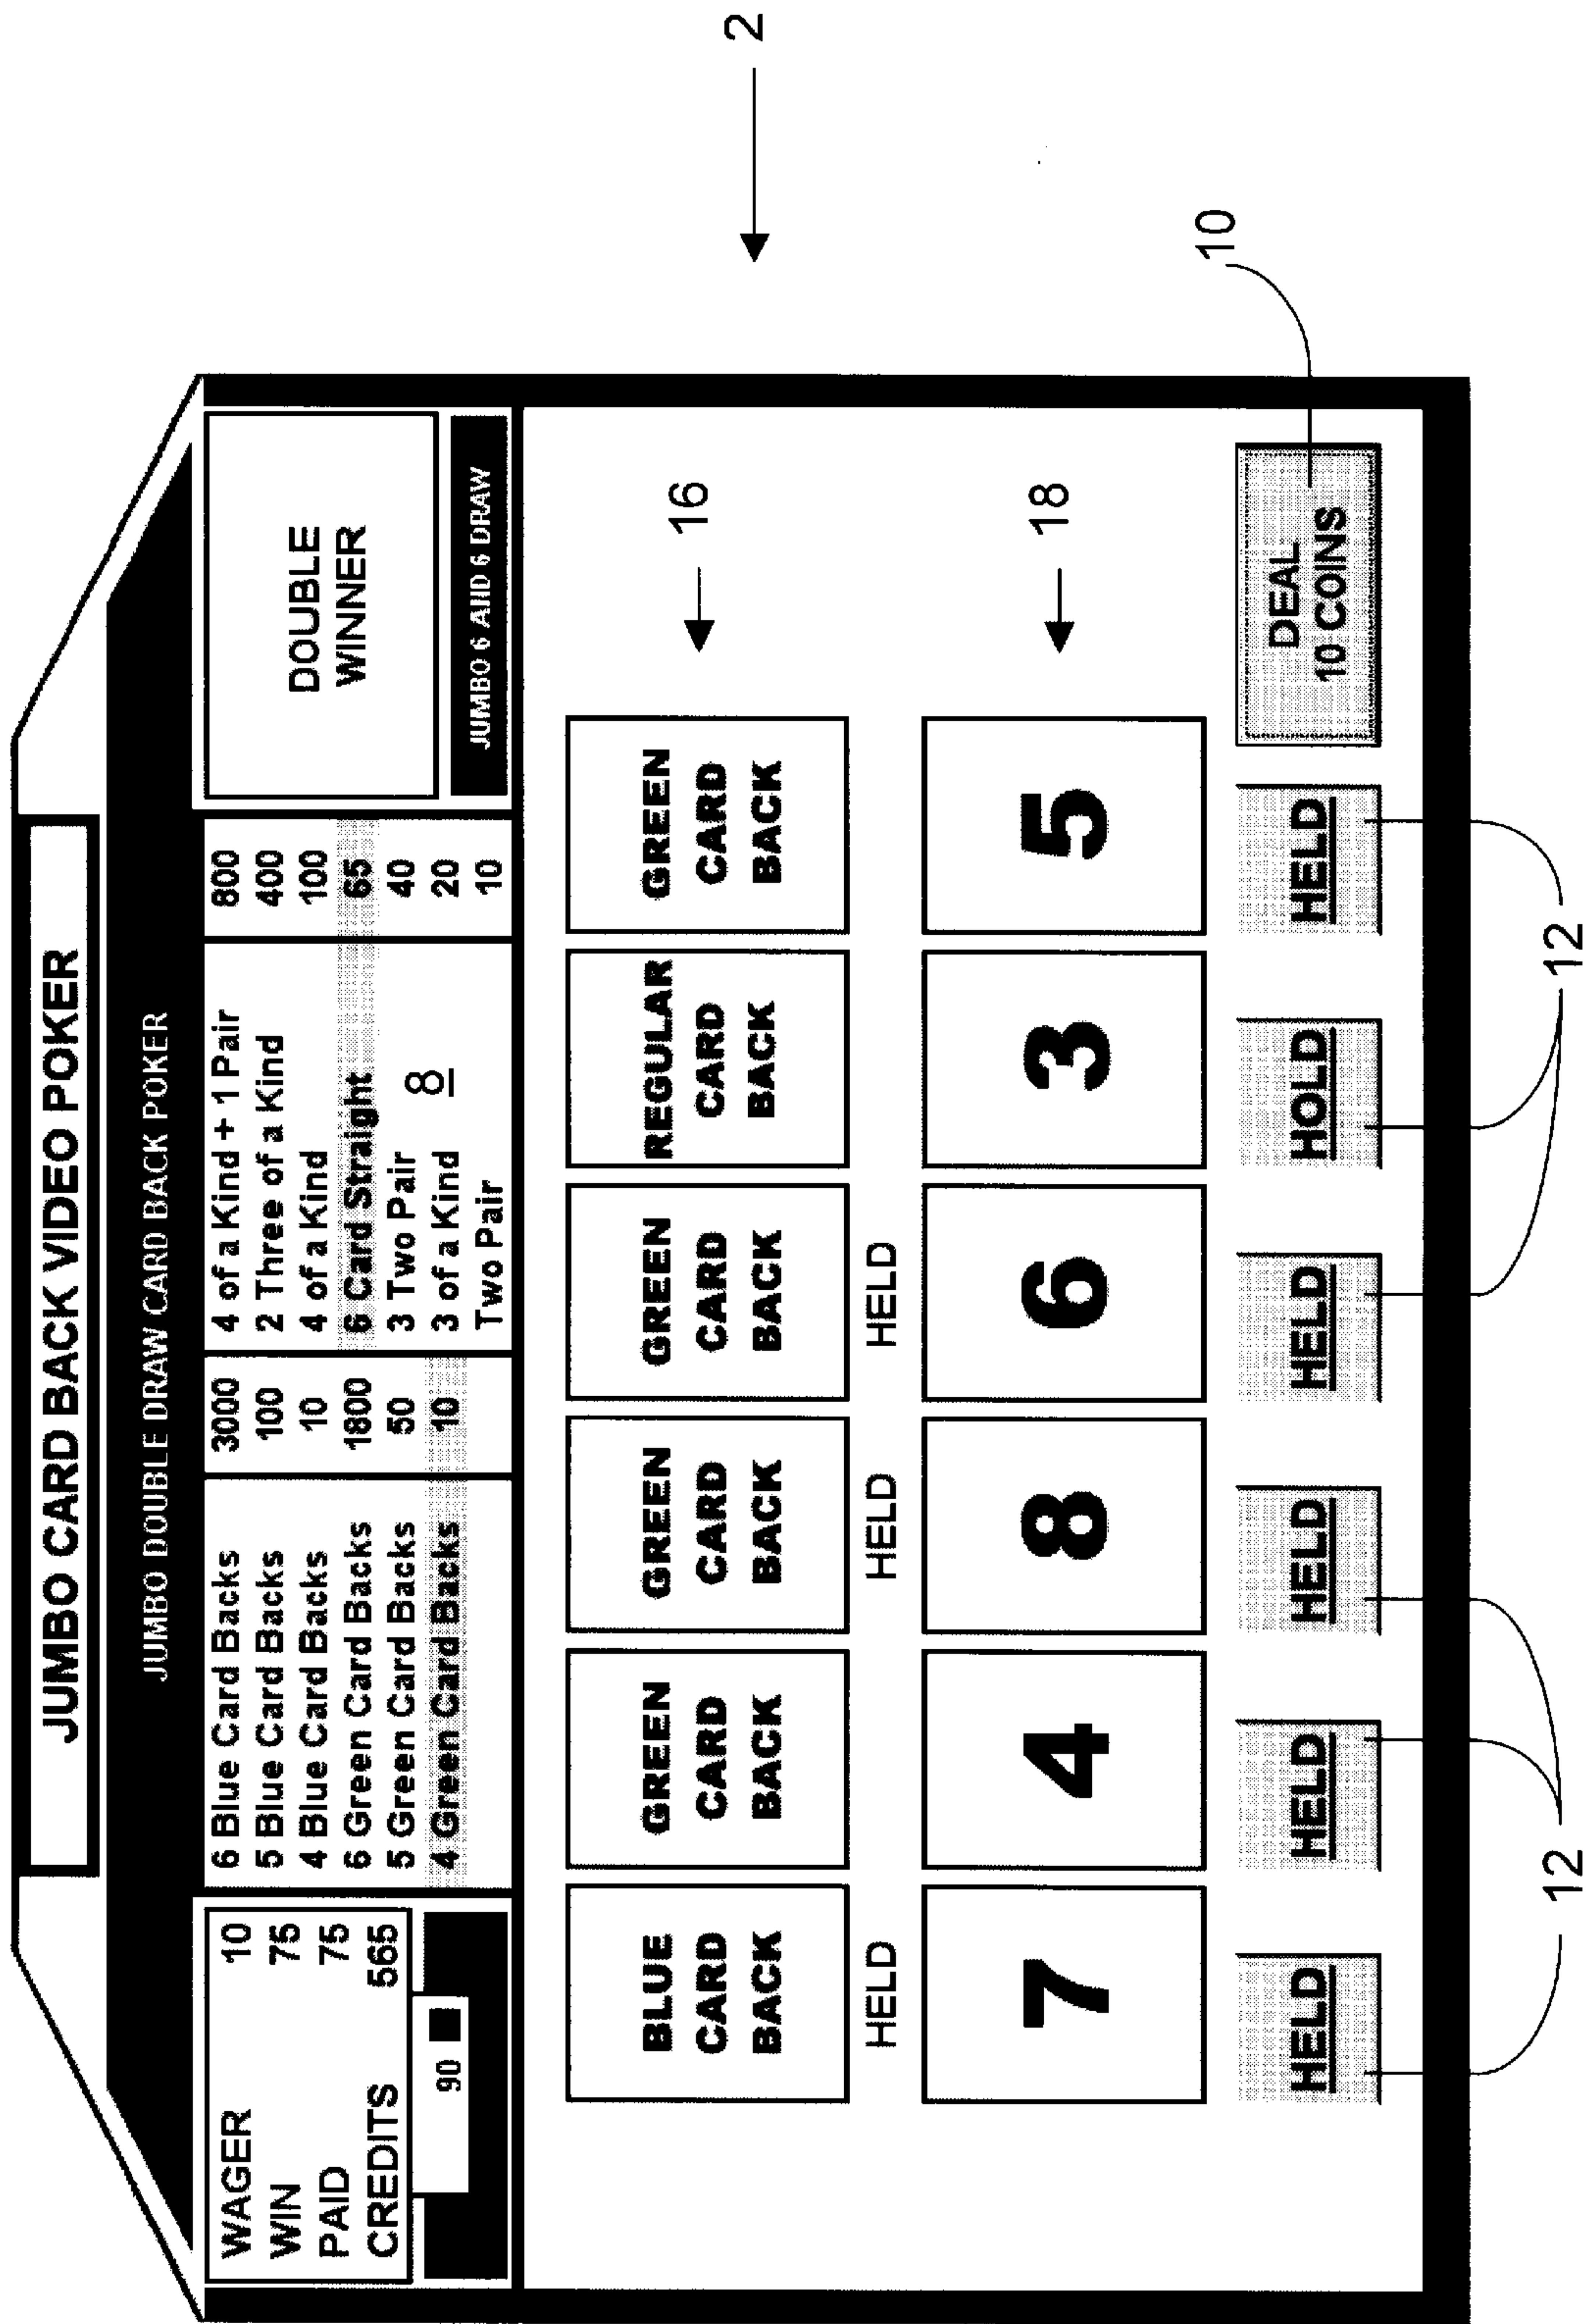 JUMBO CARD BACK VIDEO POKER
JUMBO DOUBLE DRAW CARD BACK POKER
WAGER 10
WIN 75
PAID 75
CREDITS 565
90
6 Blue Card Backs 3000
5 Blue Card Backs 100
4 Blue Card Backs 10
6 Green Card Backs 1800
5 Green Card Backs 50
4 Green Card Backs 10
4 of a Kind + 1 Pair 800
2 Three of a Kind 400
4 of a Kind 100
6 Card Straight 65
3 Two Pair 40
3 of a Kind 20
Two Pair 10
8
DOUBLE
WINNER
JUMBO 6 AND 6 DRAW
2
BLUE CARD BACK
GREEN CARD BACK
GREEN CARD BACK
GREEN CARD BACK
REGULAR CARD BACK
GREEN CARD BACK
16
HELD HELD HELD
7 4 8 6 3 5
18
HELD HELD HELD HELD HOLD HELD
DEAL
10 COINS
10
12 12